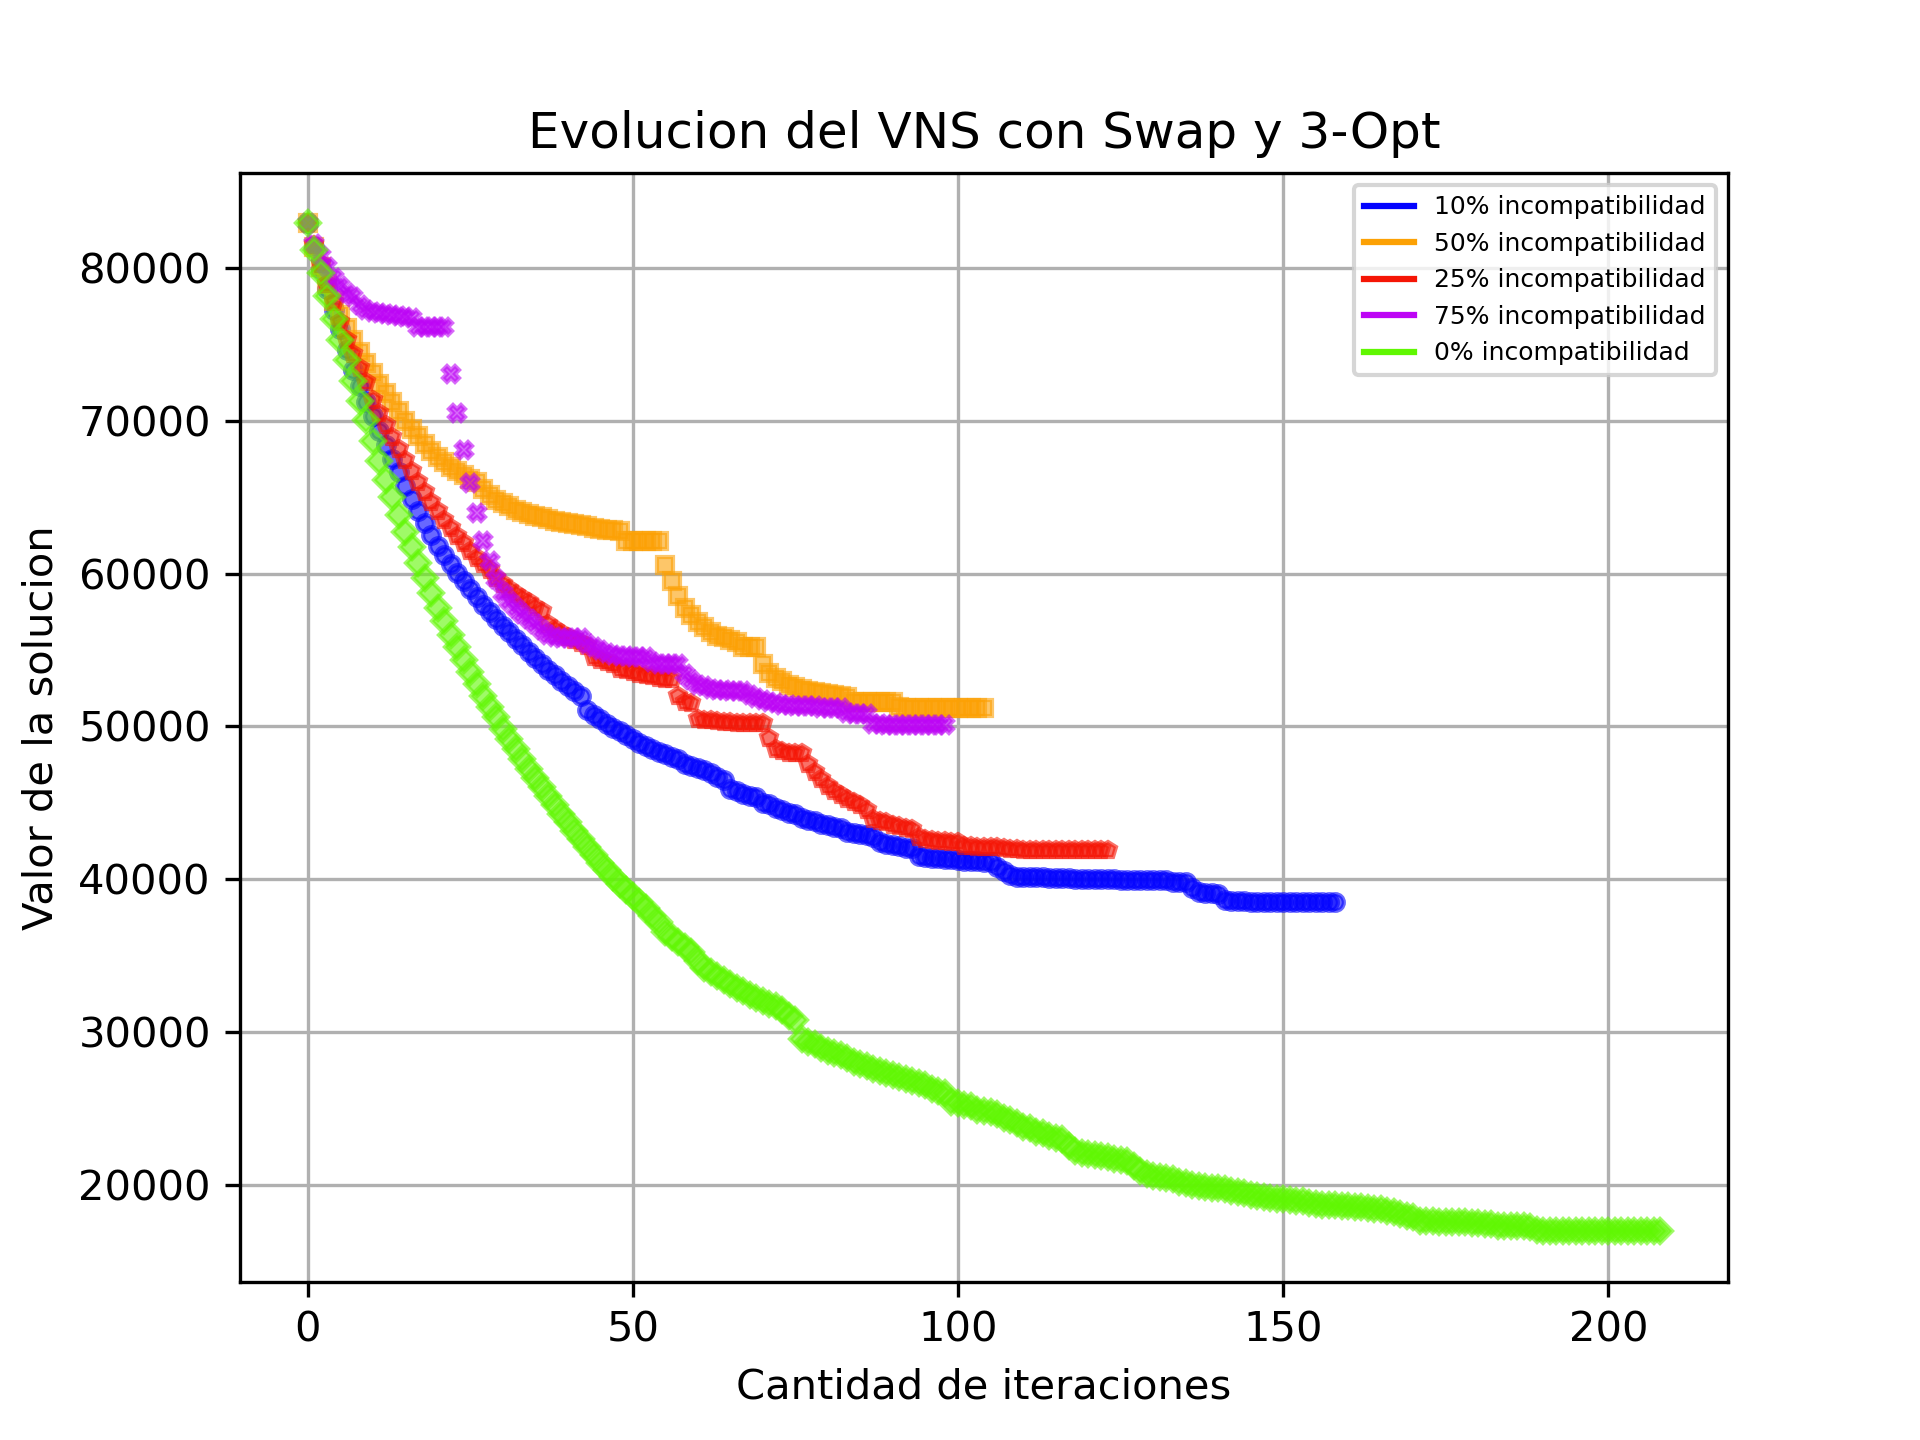 Evolucion del VNS con Swap y 3-Opt
10% incompatibilidad
50% incompatibilidad
25% incompatibilidad
75% incompatibilidad
0% incompatibilidad
Valor de la solucion
80000
70000
60000
50000
40000
30000
20000
0 50 100 150 200
Cantidad de iteraciones